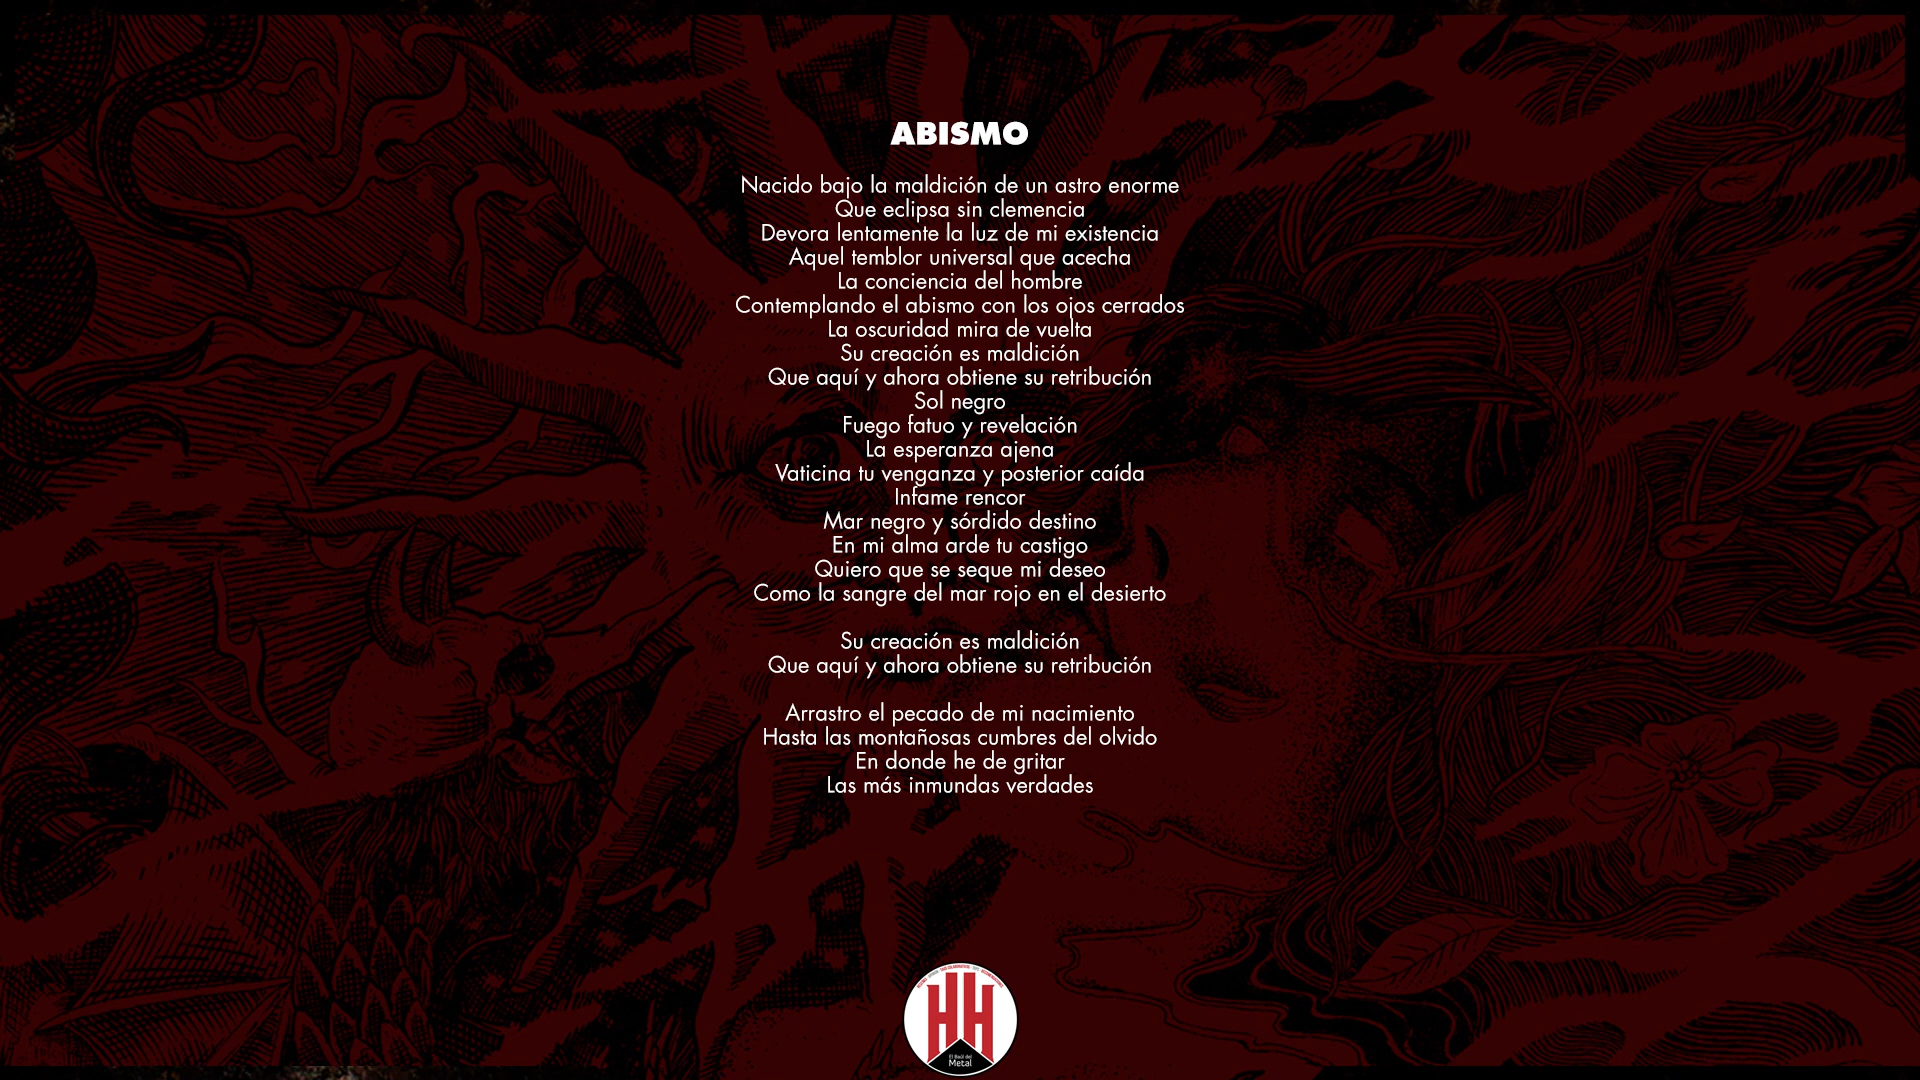 ABISMO
Nacido bajo la maldición de un astro enorme
Que eclipsa sin clemencia
Devora lentamente la luz de mi existencia
Aquel temblor universal que acecha
La conciencia del hombre
Contemplando el abismo con los ojos cerrados
La oscuridad mira de vuelta
Su creación es maldición
Que aquí y ahora obtiene su retribución
Sol negro
Fuego fatuo y revelación
La esperanza ajena
Vaticina tu venganza y posterior caída
Infame rencor
Mar negro y sórdido destino
En mi alma arde tu castigo
Quiero que se seque mi deseo
Como la sangre del mar rojo en el desierto
Su creación es maldición
Que aquí y ahora obtiene su retribución
Arrastro el pecado de mi nacimiento
Hasta las montañosas cumbres del olvido
En donde he de gritar
Las más inmundas verdades
HH
El Baúl del
Metal